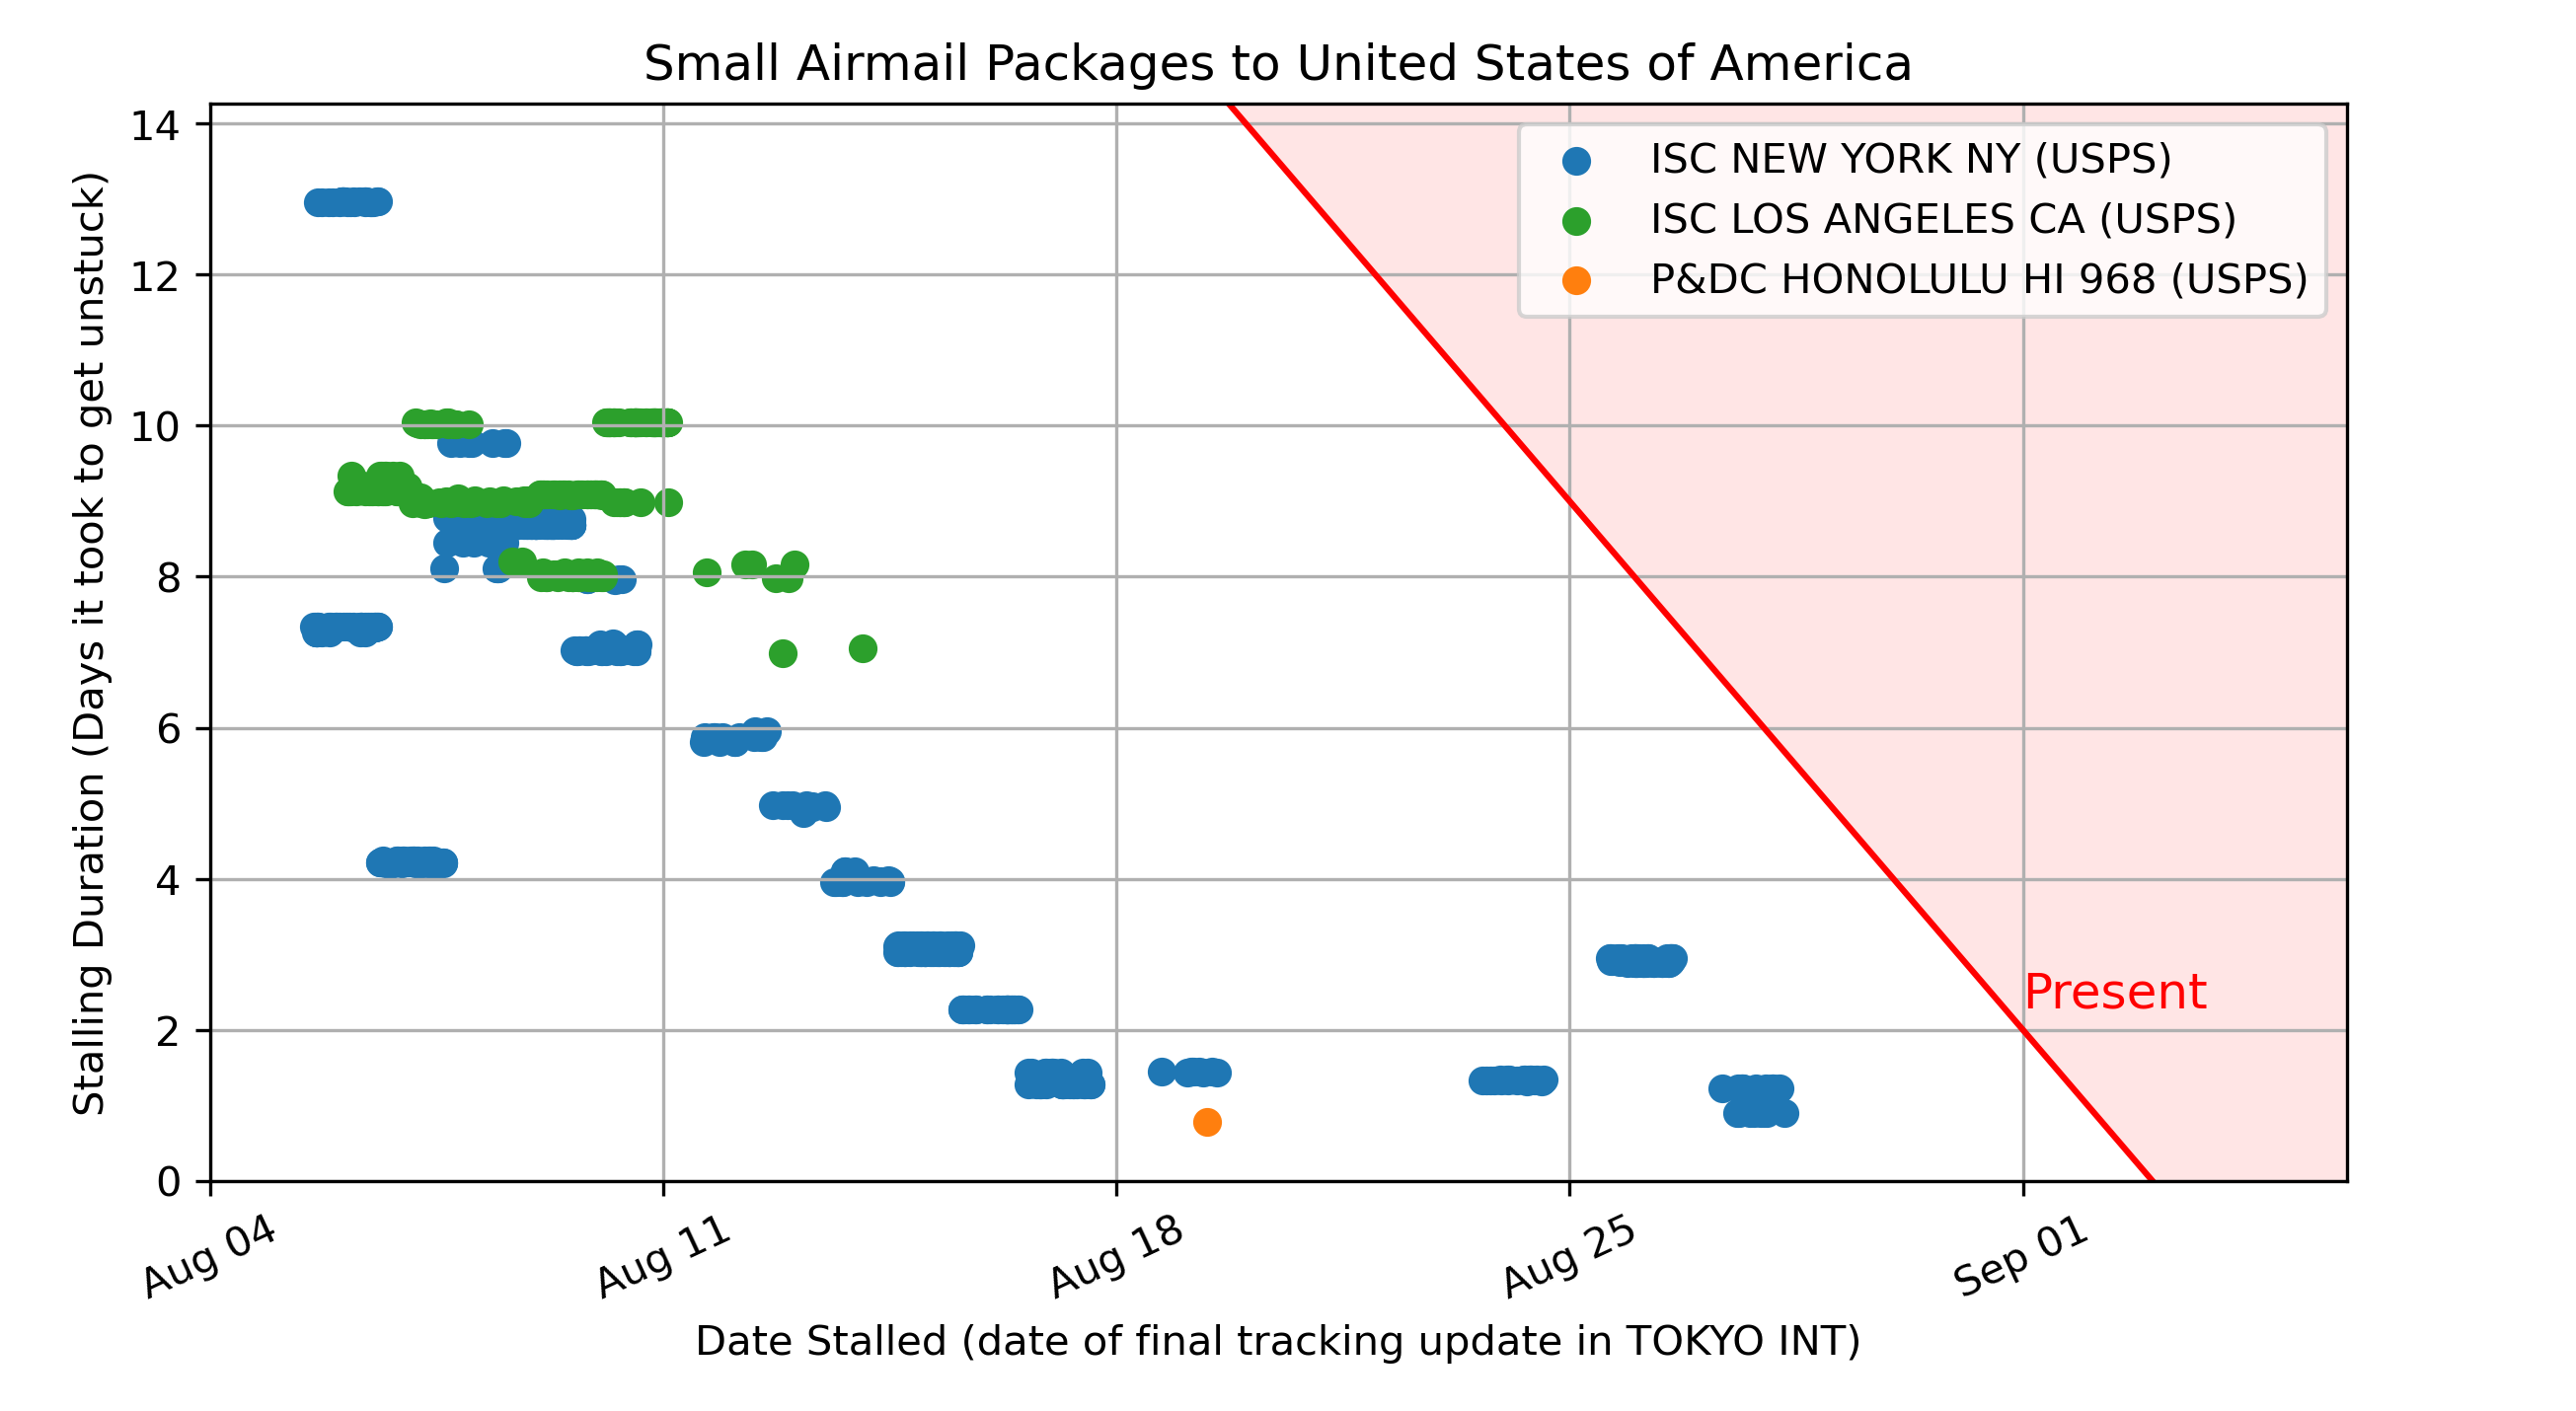 Small Airmail Packages to United States of America
Stalling Duration (Days it took to get unstuck)
14
12
10
8
6
4
2
0
ISC NEW YORK NY (USPS)
ISC LOS ANGELES CA (USPS)
P&DC HONOLULU HI 968 (USPS)
Present
Aug 04
Aug 11
Aug 18
Aug 25
Sep 01
Date Stalled (date of final tracking update in TOKYO INT)